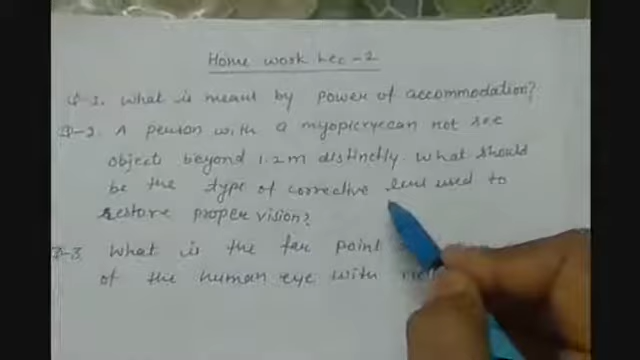 Home work Lec-2
Q-1. What is meant by power of accommodation?
Q-2. A person with a myopic eye can not see
objects beyond 1.2m distinctly. What should
be the type of corrective lens used to
restore proper vision?
Q-3 What is the far point
of the human eye with